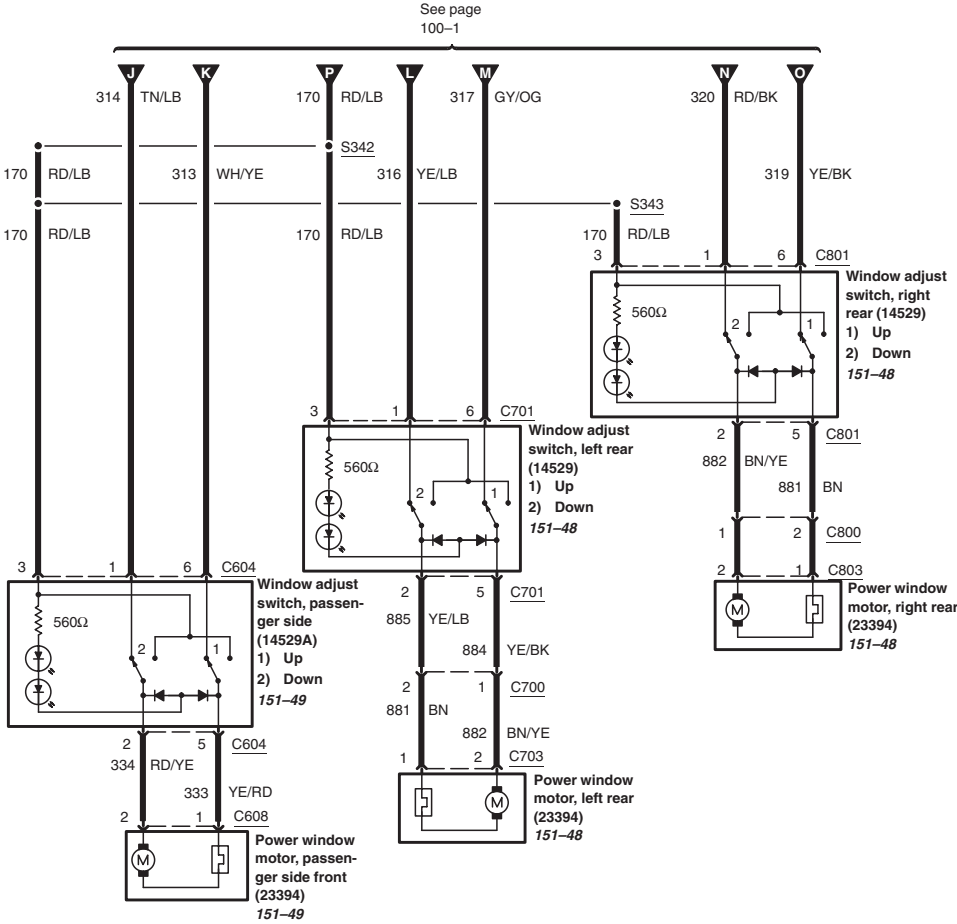 See page
100–1
J K P L M N O
314 TN/LB 170 RD/LB 317 GY/OG 320 RD/BK
S342
170 RD/LB 313 WH/YE 316 YE/LB 319 YE/BK
S343
170 RD/LB 170 RD/LB 170 RD/LB
3 1 6 C801
Window adjust
switch, right
rear (14529)
1) Up
2) Down
151–48
560Ω
2 1
3 1 6 C701
Window adjust
switch, left rear
(14529)
1) Up
2) Down
151–48
560Ω
2 1
2 5 C801
882 BN/YE
881 BN
1 2 C800
2 1 C803
Power window
motor, right rear
(23394)
151–48
M
3 1 6 C604
Window adjust
switch, passen-
ger side
(14529A)
1) Up
2) Down
151–49
560Ω
2 1
2 5 C701
885 YE/LB
884 YE/BK
2 1 C700
881 BN
882 BN/YE
1 2 C703
Power window
motor, left rear
(23394)
151–48
M
2 5 C604
334 RD/YE
333 YE/RD
2 1 C608
Power window
motor, passen-
ger side front
(23394)
151–49
M